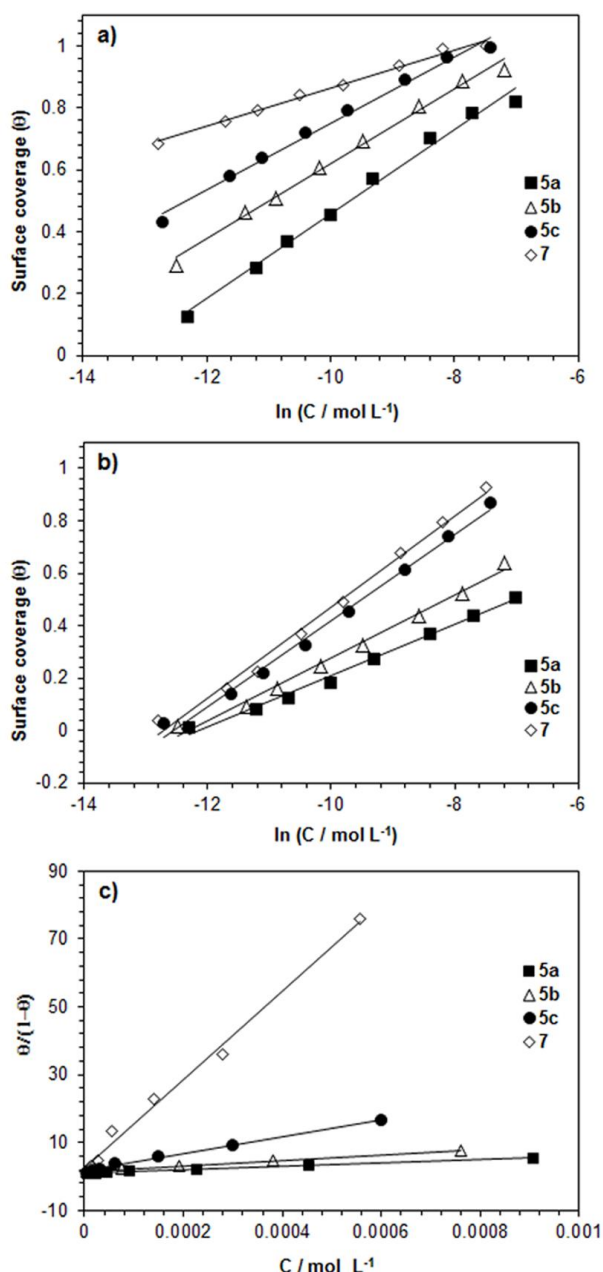 a)
Surface coverage (θ)
1
0.8
0.6
0.4
0.2
0
5a
5b
5c
7
-14 -12 -10 -8 -6
ln (C / mol L-1)
b)
Surface coverage (θ)
1
0.8
0.6
0.4
0.2
0
-0.2
5a
5b
5c
7
-14 -12 -10 -8 -6
ln (C / mol L-1)
c)
θ/(1–θ)
90
70
50
30
10
-10
5a
5b
5c
7
0 0.0002 0.0004 0.0006 0.0008 0.001
C / mol L-1